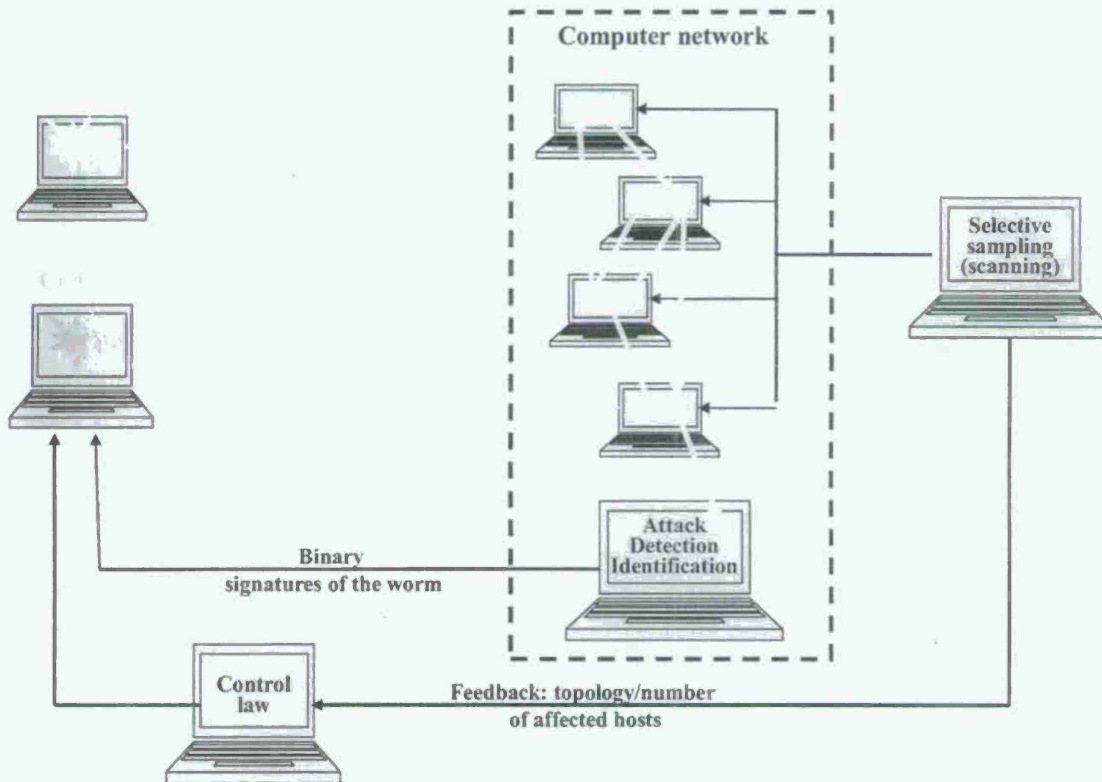 Computer network
Selective
sampling
(scanning)
Attack
Detection
Identification
Binary
signatures of the worm
Control
law
Feedback: topology/number
of affected hosts